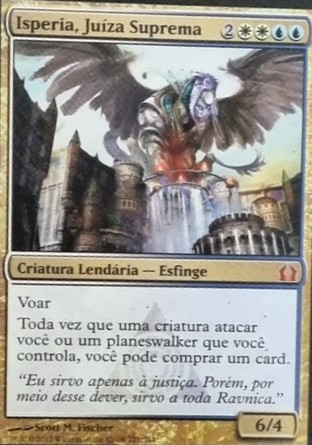 Isperia, Juíza Suprema 2
Criatura Lendária — Esfinge
Voar
Toda vez que uma criatura atacar
você ou um planeswalker que você
controla, você pode comprar um card.
“Eu sirvo apenas à justiça. Porém, por
meio desse dever, sirvo a toda Ravnica.”
Scott M. Fischer
6/4